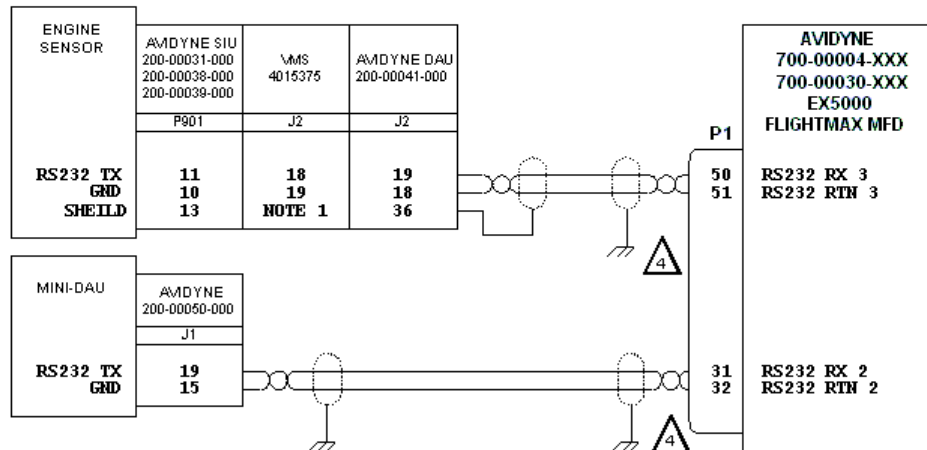 ENGINE
SENSOR
AVIDYNE SIU
200-00031-000
200-00038-000
200-00039-000
VMS
4015375
AVIDYNE DAU
200-00041-000
P901
J2
J2
RS232 TX 11 18 19
GND 10 19 18
SHEILD 13 NOTE 1 36
AVIDYNE
700-00004-XXX
700-00030-XXX
EX5000
FLIGHTMAX MFD
P1
50 RS232 RX 3
51 RS232 RTN 3
4
MINI-DAU
AVIDYNE
200-00050-000
J1
RS232 TX 19
GND 15
31 RS232 RX 2
32 RS232 RTN 2
4